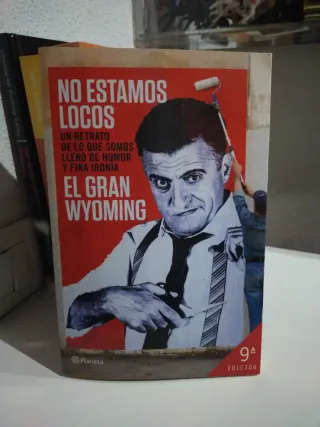 NO ESTAMOS
LOCOS
UN RETRATO
DE LO QUE SOMOS
LLENO DE HUMOR
Y FINA IRONÍA
EL GRAN
WYOMING
Planeta
9ª
EDICIÓN